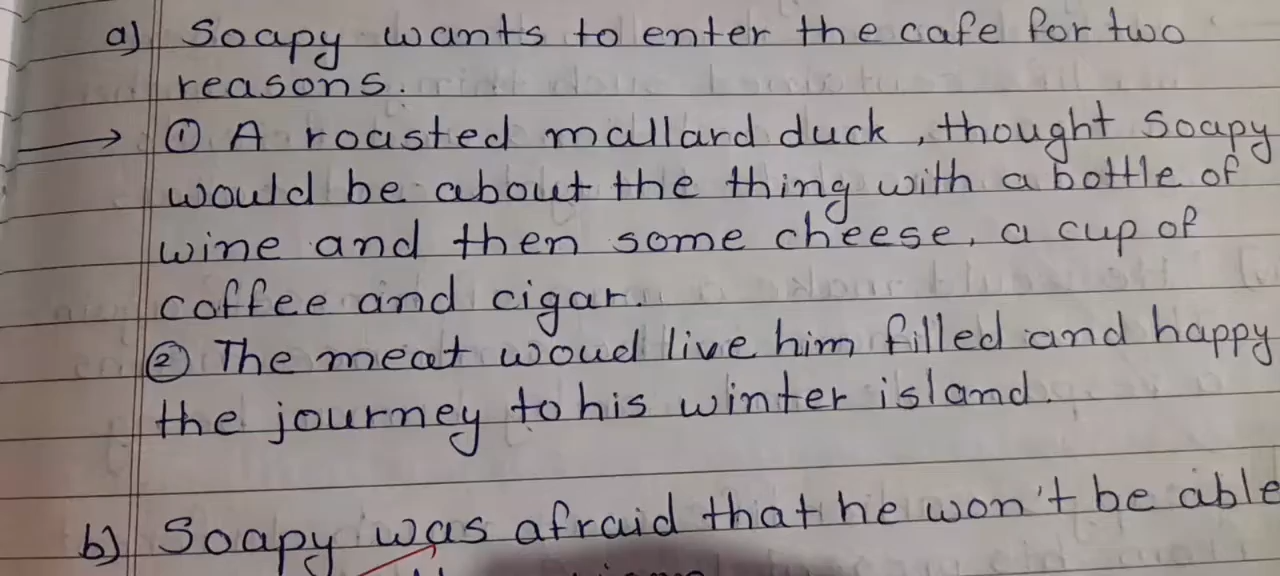 a) Soapy wants to enter the cafe for two
reasons.
① A roasted mallard duck, thought Soapy
would be about the thing with a bottle of
wine and then some cheese, a cup of
coffee and cigar.
② The meat woud live him filled and happy
the journey to his winter island.
b) Soapy was afraid that he won't be able